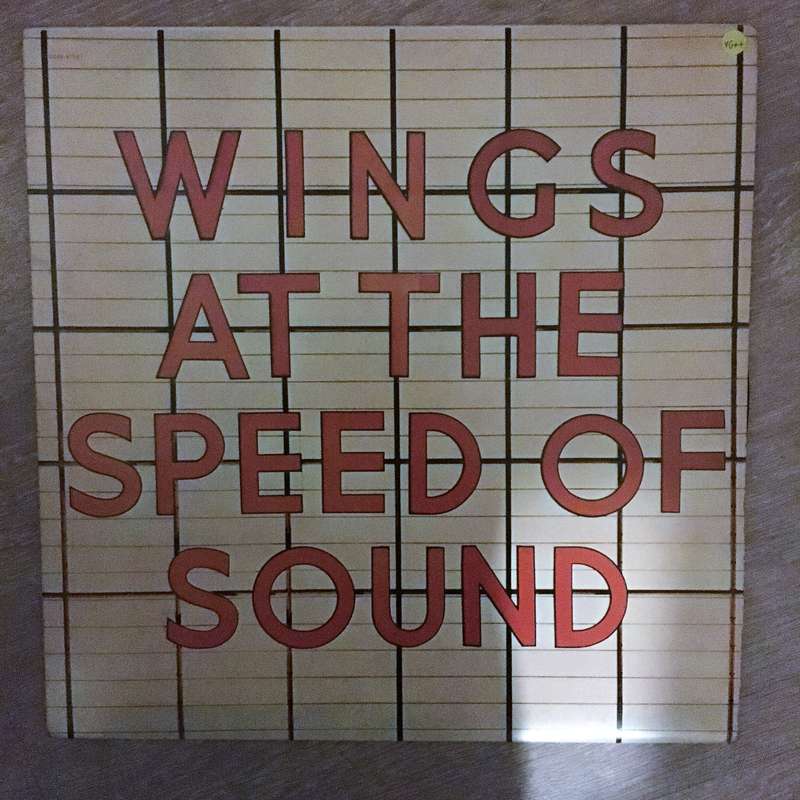 VG++
WINGS
AT THE
SPEED OF
SOUND